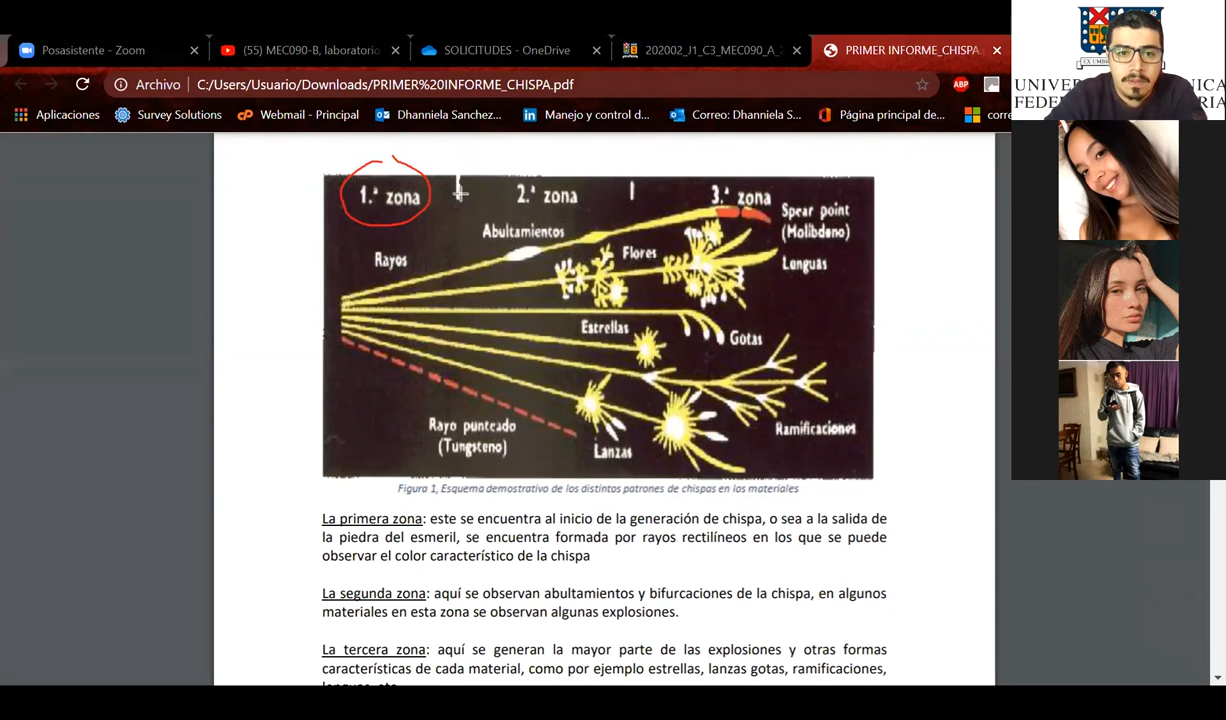 Posasistente - Zoom
(55) MEC090-B, laboratorio
SOLICITUDES - OneDrive
202002_J1_C3_MEC090_A_
PRIMER INFORME_CHISPA.p
Archivo
C:/Users/Usuario/Downloads/PRIMER%20INFORME_CHISPA.pdf
ABP
Aplicaciones
Survey Solutions
Webmail - Principal
Dhanniela Sanchez...
Manejo y control d...
Correo: Dhanniela S...
Página principal de...
corre
1.ª zona
2.ª zona
3.ª zona
Spear point
(Molibdeno)
Abultamientos
Rayos
Flores
Lenguas
Estrellas
Gotas
Rayo punteado
(Tungsteno)
Lanzas
Ramificaciones
Figura 1, Esquema demostrativo de los distintos patrones de chispas en los materiales
La primera zona: este se encuentra al inicio de la generación de chispa, o sea a la salida de
la piedra del esmeril, se encuentra formada por rayos rectilíneos en los que se puede
observar el color característico de la chispa
La segunda zona: aquí se observan abultamientos y bifurcaciones de la chispa, en algunos
materiales en esta zona se observan algunas explosiones.
La tercera zona: aquí se generan la mayor parte de las explosiones y otras formas
características de cada material, como por ejemplo estrellas, lanzas gotas, ramificaciones,